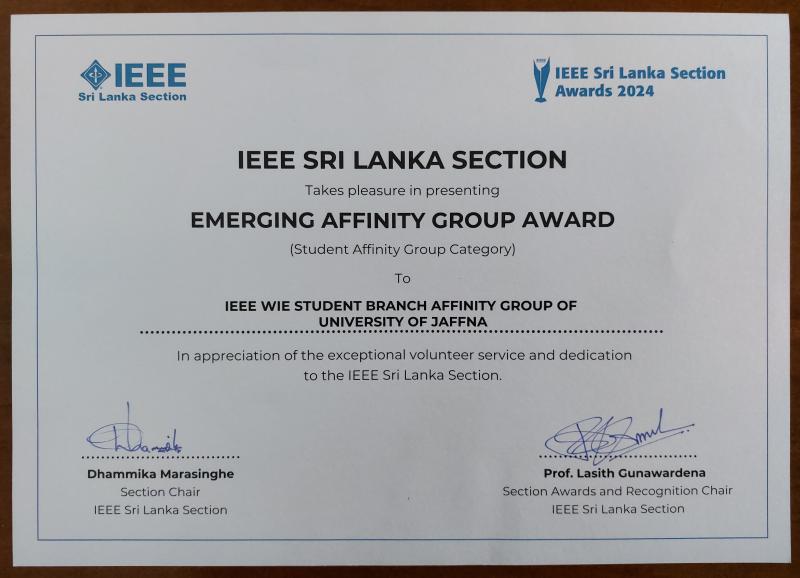 IEEE
Sri Lanka Section
IEEE Sri Lanka Section
Awards 2024
IEEE SRI LANKA SECTION
Takes pleasure in presenting
EMERGING AFFINITY GROUP AWARD
(Student Affinity Group Category)
To
IEEE WIE STUDENT BRANCH AFFINITY GROUP OF
UNIVERSITY OF JAFFNA
In appreciation of the exceptional volunteer service and dedication
to the IEEE Sri Lanka Section.
Dhammika Marasinghe
Section Chair
IEEE Sri Lanka Section
Prof. Lasith Gunawardena
Section Awards and Recognition Chair
IEEE Sri Lanka Section